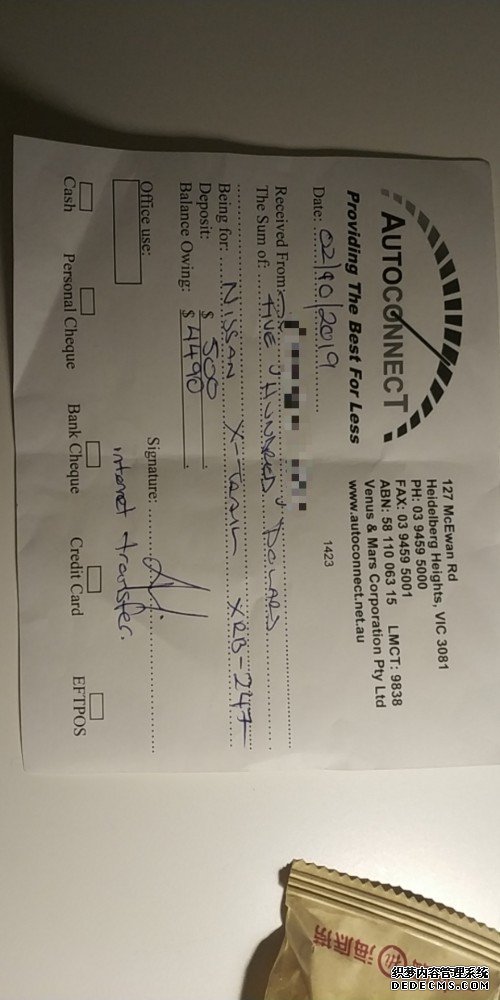 AUTOCONNECT
Providing The Best For Less
127 McEwan Rd
Heidelberg Heights, VIC 3081
PH: 03 9459 5000
FAX: 03 9459 5001
ABN: 58 110 063 15 LMCT: 9838
Venus & Mars Corporation Pty Ltd
www.autoconnect.net.au
1423
Date: 02/10/2019
Received From:
The Sum of: FIVE HUNDRED DOLLARS
Being for: NISSAN X-TRAIL XRB-247
Deposit: $ 500
Balance Owing: $ 4490
Signature:
Office use:
internet transfer.
Cash Personal Cheque Bank Cheque Credit Card EFTPOS
海底捞
织梦内容管理系统
DEDECMS.COM